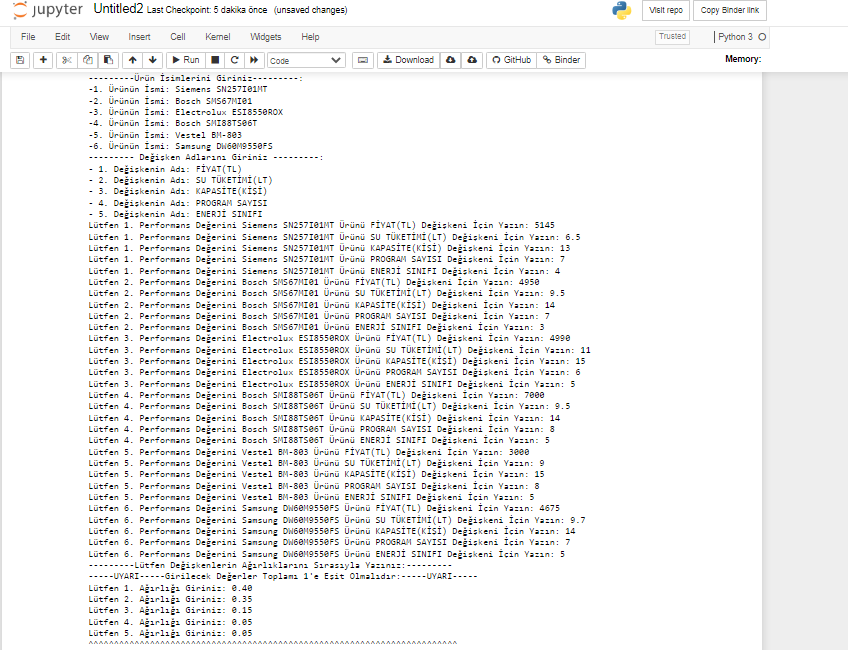 jupyter Untitled2 Last Checkpoint: 5 dakika önce (unsaved changes) Visit repo Copy Binder link
File Edit View Insert Cell Kernel Widgets Help Trusted Python 3
Run Code Download GitHub Binder Memory:
---------Ürün İsimlerini Giriniz---------:
-1. Ürünün İsmi: Siemens SN257I01MT
-2. Ürünün İsmi: Bosch SMS67MI01
-3. Ürünün İsmi: Electrolux ESI8550ROX
-4. Ürünün İsmi: Bosch SMI88TS06T
-5. Ürünün İsmi: Vestel BM-803
-6. Ürünün İsmi: Samsung DW60M9550FS
--------- Değişken Adlarını Giriniz ---------:
- 1. Değişkenin Adı: FİYAT(TL)
- 2. Değişkenin Adı: SU TÜKETİMİ(LT)
- 3. Değişkenin Adı: KAPASİTE(KİŞİ)
- 4. Değişkenin Adı: PROGRAM SAYISI
- 5. Değişkenin Adı: ENERJİ SINIFI
Lütfen 1. Performans Değerini Siemens SN257I01MT Ürünü FİYAT(TL) Değişkeni İçin Yazın: 5145
Lütfen 1. Performans Değerini Siemens SN257I01MT Ürünü SU TÜKETİMİ(LT) Değişkeni İçin Yazın: 6.5
Lütfen 1. Performans Değerini Siemens SN257I01MT Ürünü KAPASİTE(KİŞİ) Değişkeni İçin Yazın: 13
Lütfen 1. Performans Değerini Siemens SN257I01MT Ürünü PROGRAM SAYISI Değişkeni İçin Yazın: 7
Lütfen 1. Performans Değerini Siemens SN257I01MT Ürünü ENERJİ SINIFI Değişkeni İçin Yazın: 4
Lütfen 2. Performans Değerini Bosch SMS67MI01 Ürünü FİYAT(TL) Değişkeni İçin Yazın: 4950
Lütfen 2. Performans Değerini Bosch SMS67MI01 Ürünü SU TÜKETİMİ(LT) Değişkeni İçin Yazın: 9.5
Lütfen 2. Performans Değerini Bosch SMS67MI01 Ürünü KAPASİTE(KİŞİ) Değişkeni İçin Yazın: 14
Lütfen 2. Performans Değerini Bosch SMS67MI01 Ürünü PROGRAM SAYISI Değişkeni İçin Yazın: 7
Lütfen 2. Performans Değerini Bosch SMS67MI01 Ürünü ENERJİ SINIFI Değişkeni İçin Yazın: 3
Lütfen 3. Performans Değerini Electrolux ESI8550ROX Ürünü FİYAT(TL) Değişkeni İçin Yazın: 4990
Lütfen 3. Performans Değerini Electrolux ESI8550ROX Ürünü SU TÜKETİMİ(LT) Değişkeni İçin Yazın: 11
Lütfen 3. Performans Değerini Electrolux ESI8550ROX Ürünü KAPASİTE(KİŞİ) Değişkeni İçin Yazın: 15
Lütfen 3. Performans Değerini Electrolux ESI8550ROX Ürünü PROGRAM SAYISI Değişkeni İçin Yazın: 6
Lütfen 3. Performans Değerini Electrolux ESI8550ROX Ürünü ENERJİ SINIFI Değişkeni İçin Yazın: 5
Lütfen 4. Performans Değerini Bosch SMI88TS06T Ürünü FİYAT(TL) Değişkeni İçin Yazın: 7000
Lütfen 4. Performans Değerini Bosch SMI88TS06T Ürünü SU TÜKETİMİ(LT) Değişkeni İçin Yazın: 9.5
Lütfen 4. Performans Değerini Bosch SMI88TS06T Ürünü KAPASİTE(KİŞİ) Değişkeni İçin Yazın: 14
Lütfen 4. Performans Değerini Bosch SMI88TS06T Ürünü PROGRAM SAYISI Değişkeni İçin Yazın: 8
Lütfen 4. Performans Değerini Bosch SMI88TS06T Ürünü ENERJİ SINIFI Değişkeni İçin Yazın: 5
Lütfen 5. Performans Değerini Vestel BM-803 Ürünü FİYAT(TL) Değişkeni İçin Yazın: 3000
Lütfen 5. Performans Değerini Vestel BM-803 Ürünü SU TÜKETİMİ(LT) Değişkeni İçin Yazın: 9
Lütfen 5. Performans Değerini Vestel BM-803 Ürünü KAPASİTE(KİŞİ) Değişkeni İçin Yazın: 15
Lütfen 5. Performans Değerini Vestel BM-803 Ürünü PROGRAM SAYISI Değişkeni İçin Yazın: 8
Lütfen 5. Performans Değerini Vestel BM-803 Ürünü ENERJİ SINIFI Değişkeni İçin Yazın: 5
Lütfen 6. Performans Değerini Samsung DW60M9550FS Ürünü FİYAT(TL) Değişkeni İçin Yazın: 4675
Lütfen 6. Performans Değerini Samsung DW60M9550FS Ürünü SU TÜKETİMİ(LT) Değişkeni İçin Yazın: 9.7
Lütfen 6. Performans Değerini Samsung DW60M9550FS Ürünü KAPASİTE(KİŞİ) Değişkeni İçin Yazın: 14
Lütfen 6. Performans Değerini Samsung DW60M9550FS Ürünü PROGRAM SAYISI Değişkeni İçin Yazın: 7
Lütfen 6. Performans Değerini Samsung DW60M9550FS Ürünü ENERJİ SINIFI Değişkeni İçin Yazın: 5
---------Lütfen Değişkenlerin Ağırlıklarını Sırasıyla Yazınız:---------
-----UYARI-----Girilecek Değerler Toplamı 1'e Eşit Olmalıdır:-----UYARI-----
Lütfen 1. Ağırlığı Giriniz: 0.40
Lütfen 2. Ağırlığı Giriniz: 0.35
Lütfen 3. Ağırlığı Giriniz: 0.15
Lütfen 4. Ağırlığı Giriniz: 0.05
Lütfen 5. Ağırlığı Giriniz: 0.05
^^^^^^^^^^^^^^^^^^^^^^^^^^^^^^^^^^^^^^^^^^^^^^^^^^^^^^^^^^^^^^^^^^^^^^^^